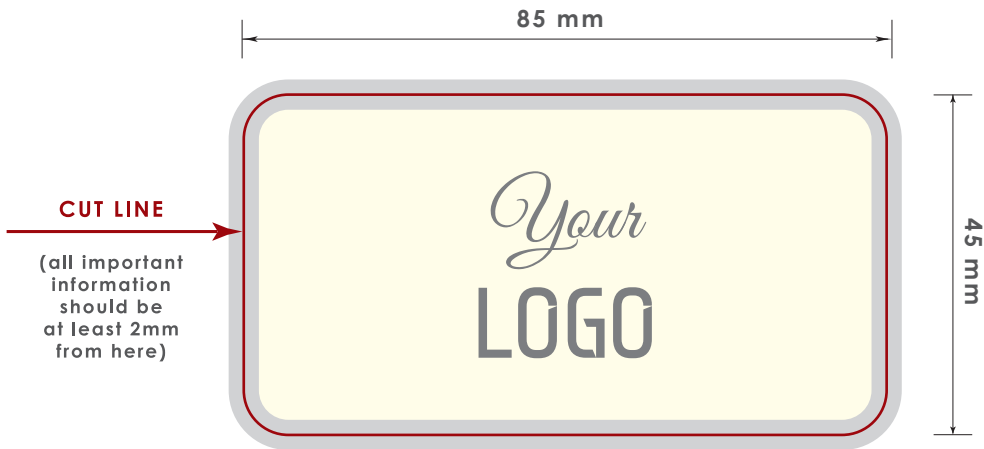 85 mm
CUT LINE
(all important
information
should be
at least 2mm
from here)
Your
LOGO
45 mm